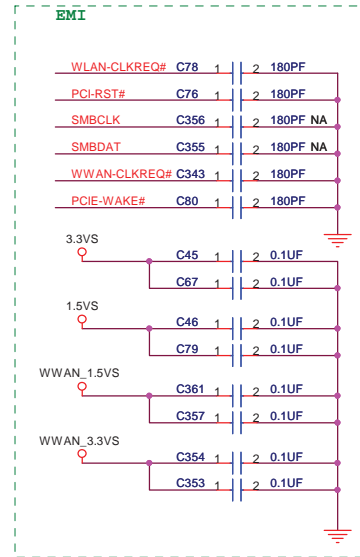 EMI
WLAN-CLKREQ# C78 1 2 180PF
PCI-RST# C76 1 2 180PF
SMBCLK C356 1 2 180PF NA
SMBDAT C355 1 2 180PF NA
WWAN-CLKREQ# C343 1 2 180PF
PCIE-WAKE# C80 1 2 180PF
3.3VS
C45 1 2 0.1UF
C67 1 2 0.1UF
1.5VS
C46 1 2 0.1UF
C79 1 2 0.1UF
WWAN_1.5VS
C361 1 2 0.1UF
C357 1 2 0.1UF
WWAN_3.3VS
C354 1 2 0.1UF
C353 1 2 0.1UF